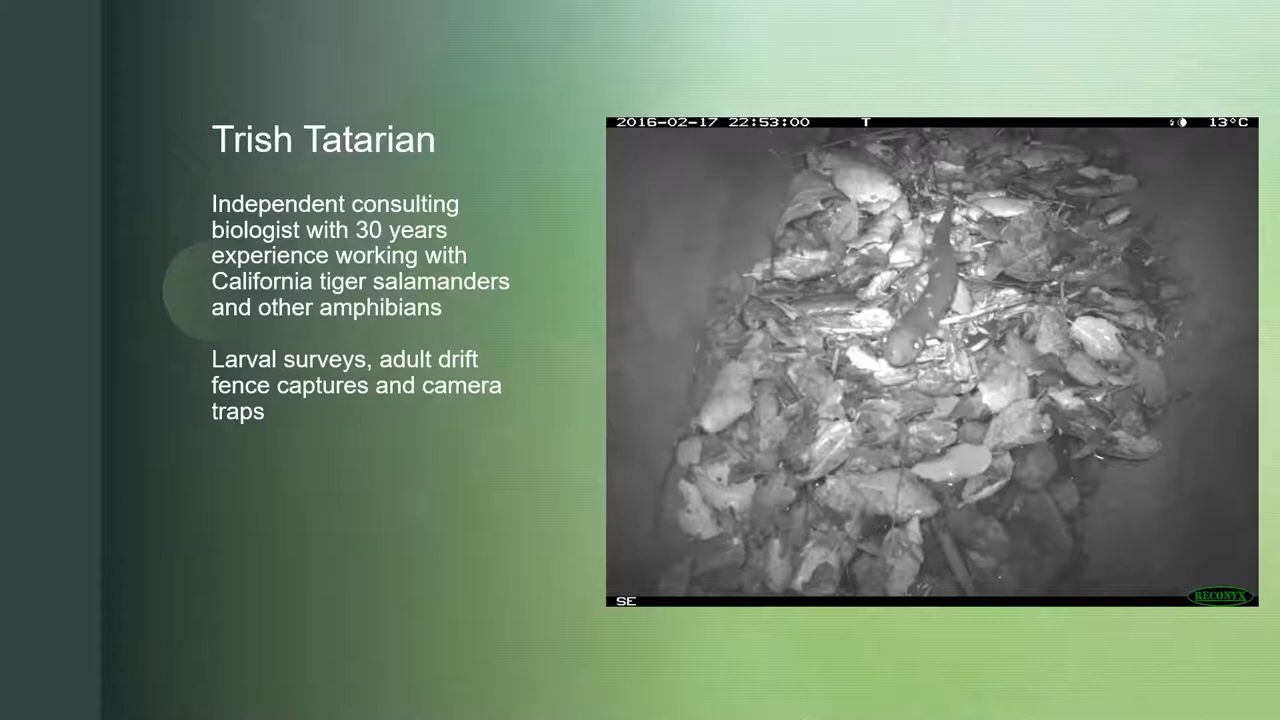 Trish Tatarian
Independent consulting
biologist with 30 years
experience working with
California tiger salamanders
and other amphibians
Larval surveys, adult drift
fence captures and camera
traps
2016-02-17 22:53:00 T 13°C
SE
RECONYX